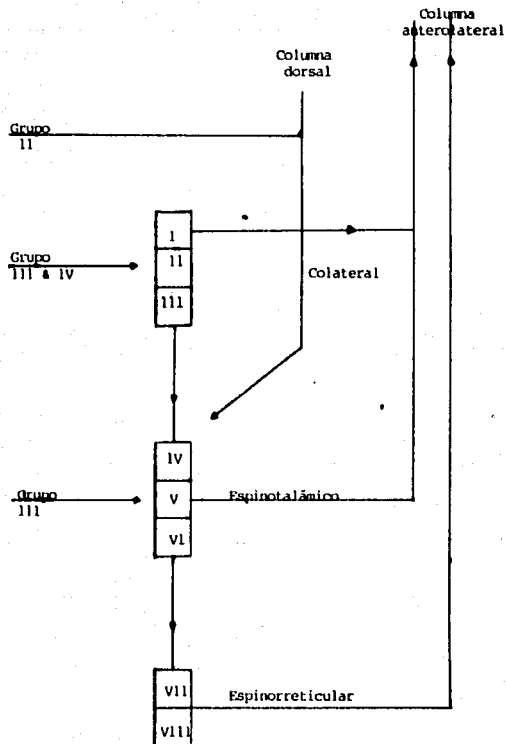 Columna
anterolateral
Columna
dorsal
Grupo
II
I
II
III
Grupo
III & IV
Colateral
IV
V
VI
Grupo
III
Espinotalámico
VII
VIII
Espinorreticular